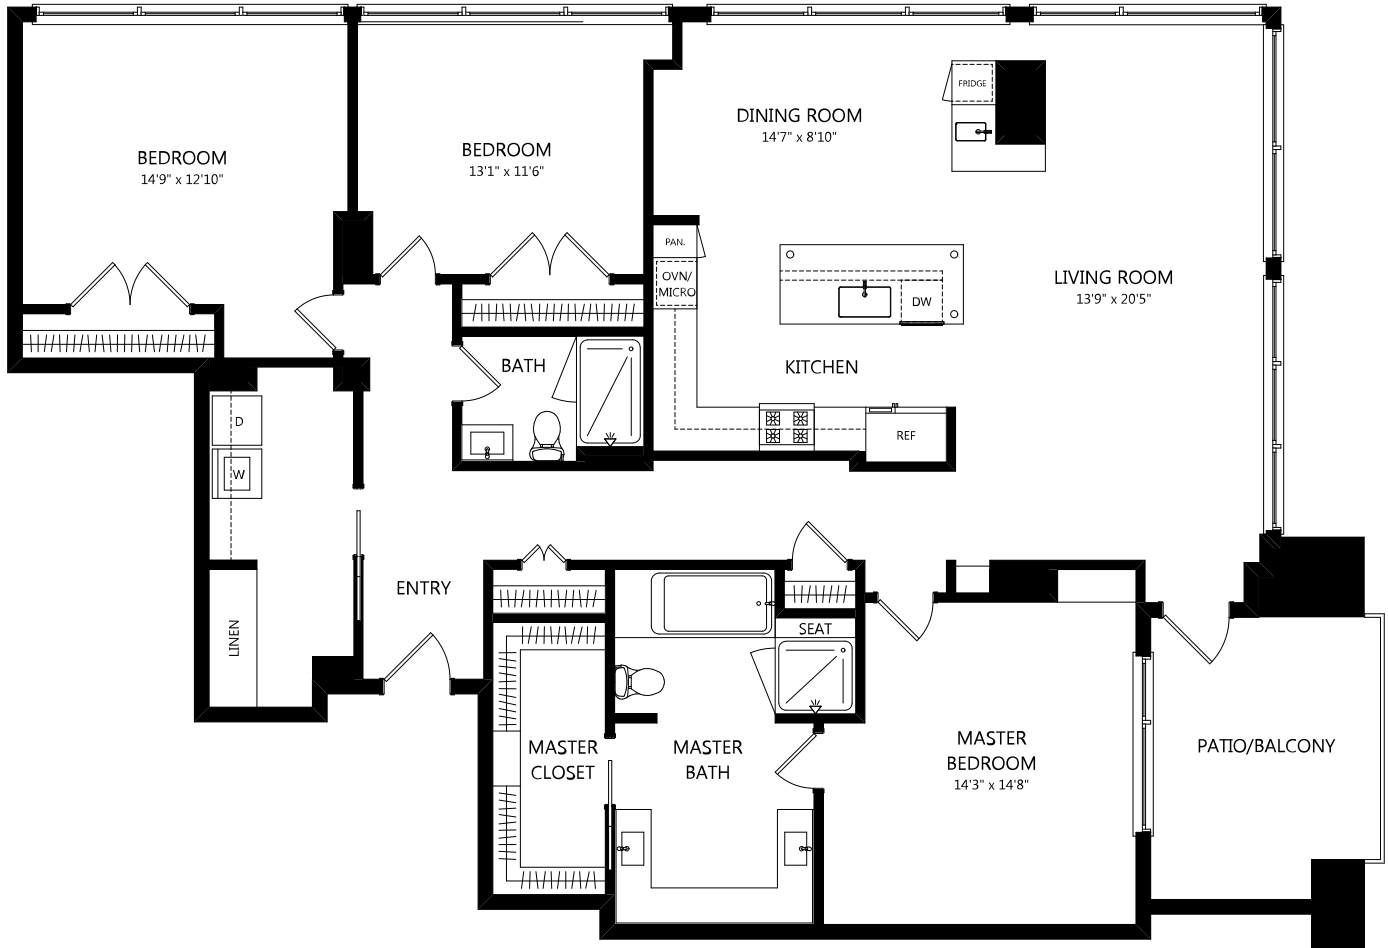 FRIDGE
DINING ROOM
14'7" x 8'10"
BEDROOM
14'9" x 12'10"
BEDROOM
13'1" x 11'6"
PAN.
OVN/
MICRO
DW
LIVING ROOM
13'9" x 20'5"
BATH
KITCHEN
D
W
REF
ENTRY
LINEN
SEAT
MASTER
CLOSET
MASTER
BATH
MASTER
BEDROOM
14'3" x 14'8"
PATIO/BALCONY